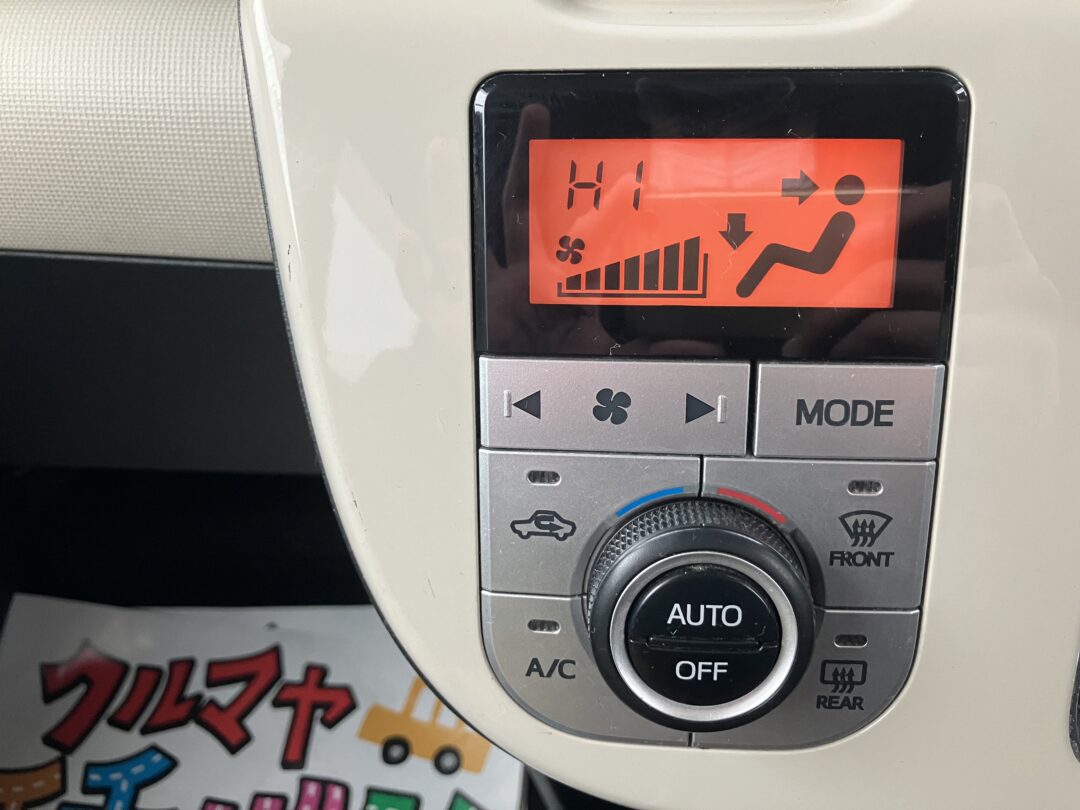 HI
MODE
FRONT
AUTO
A/C
OFF
REAR
クルマヤ